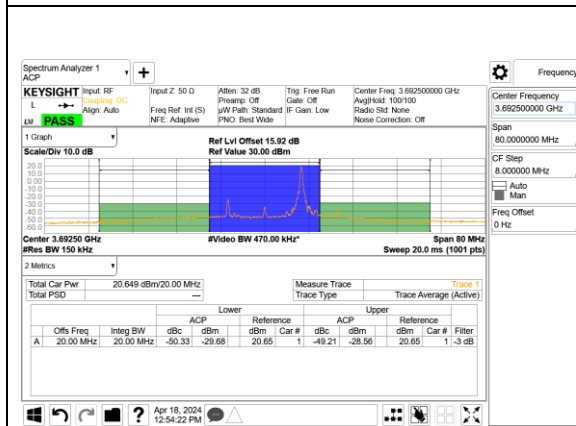 Spectrum Analyzer 1
ACP
KEYSIGHT
L
PASS
Input: RF
Coupling: DC
Align: Auto
Input Z: 50 Ω
Freq Ref: Int (S)
NFE: Adaptive
Atten: 32 dB
Preamp: Off
µW Path: Standard
PNO: Best Wide
Trig: Free Run
Gate: Off
IF Gain: Low
Center Freq: 3.692500000 GHz
Avg|Hold: 100/100
Radio Std: None
Noise Correction: Off
1 Graph
Scale/Div 10.0 dB
Ref Lvl Offset 15.92 dB
Ref Value 30.00 dBm
20.0
10.0
0.00
-10.0
-20.0
-30.0
-40.0
-50.0
-60.0
Center 3.69250 GHz
#Video BW 470.00 kHz*
Span 80 MHz
#Res BW 150 kHz
Sweep 20.0 ms (1001 pts)
2 Metrics
Total Car Pwr 20.649 dBm/20.00 MHz
Total PSD ---
Measure Trace Trace 1
Trace Type Trace Average (Active)
Lower Upper
ACP Reference ACP Reference
Offs Freq Integ BW dBc dBm dBm Car # dBc dBm dBm Car # Filter
A 20.00 MHz 20.00 MHz -50.33 -29.68 20.65 1 -49.21 -28.56 20.65 1 -3 dB
Apr 18, 2024
12:54:22 PM
Frequency
Center Frequency
3.692500000 GHz
Span
80.0000000 MHz
CF Step
8.000000 MHz
Auto
Man
Freq Offset
0 Hz